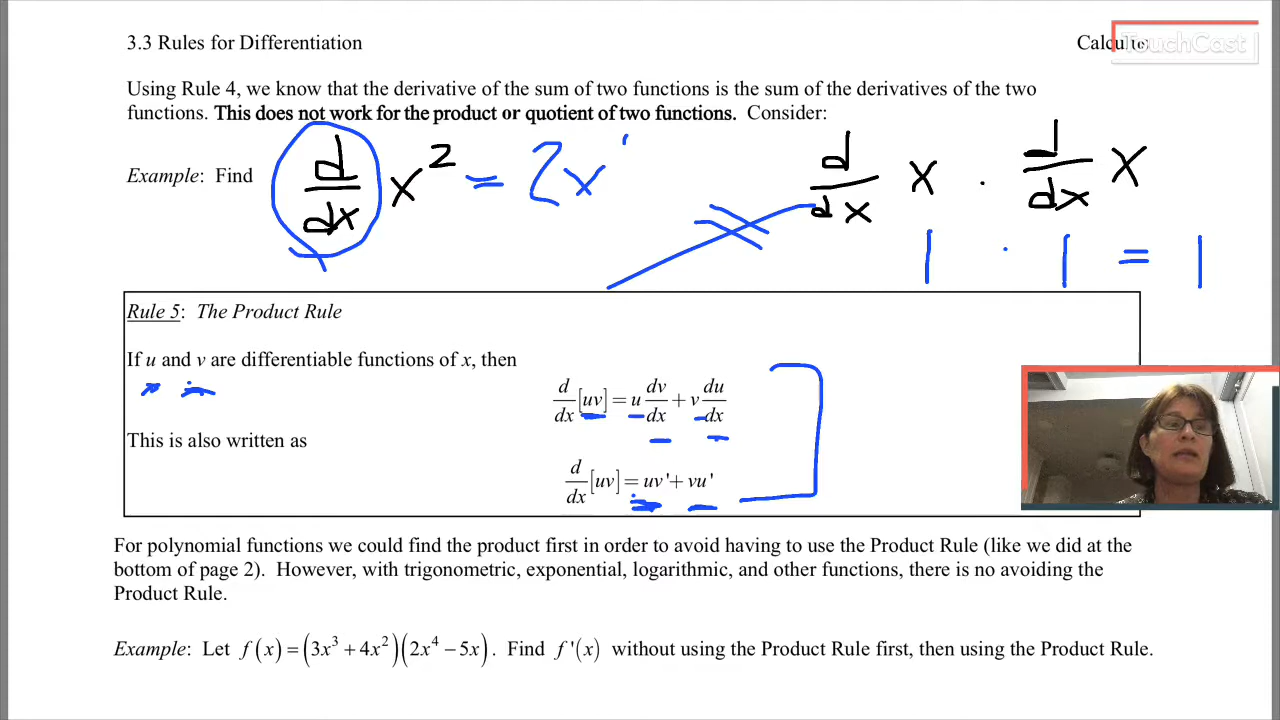 3.3 Rules for Differentiation
Calculus
TouchCast
Using Rule 4, we know that the derivative of the sum of two functions is the sum of the derivatives of the two
functions. This does not work for the product or quotient of two functions. Consider:
Example: Find d/dx x² = 2x' d/dx x · d/dx x
1 · 1 = 1
Rule 5: The Product Rule
If u and v are differentiable functions of x, then
d/dx [uv] = u dv/dx + v du/dx
This is also written as
d/dx [uv] = uv' + vu'
For polynomial functions we could find the product first in order to avoid having to use the Product Rule (like we did at the
bottom of page 2). However, with trigonometric, exponential, logarithmic, and other functions, there is no avoiding the
Product Rule.
Example: Let f(x) = (3x³ + 4x²)(2x⁴ − 5x). Find f'(x) without using the Product Rule first, then using the Product Rule.